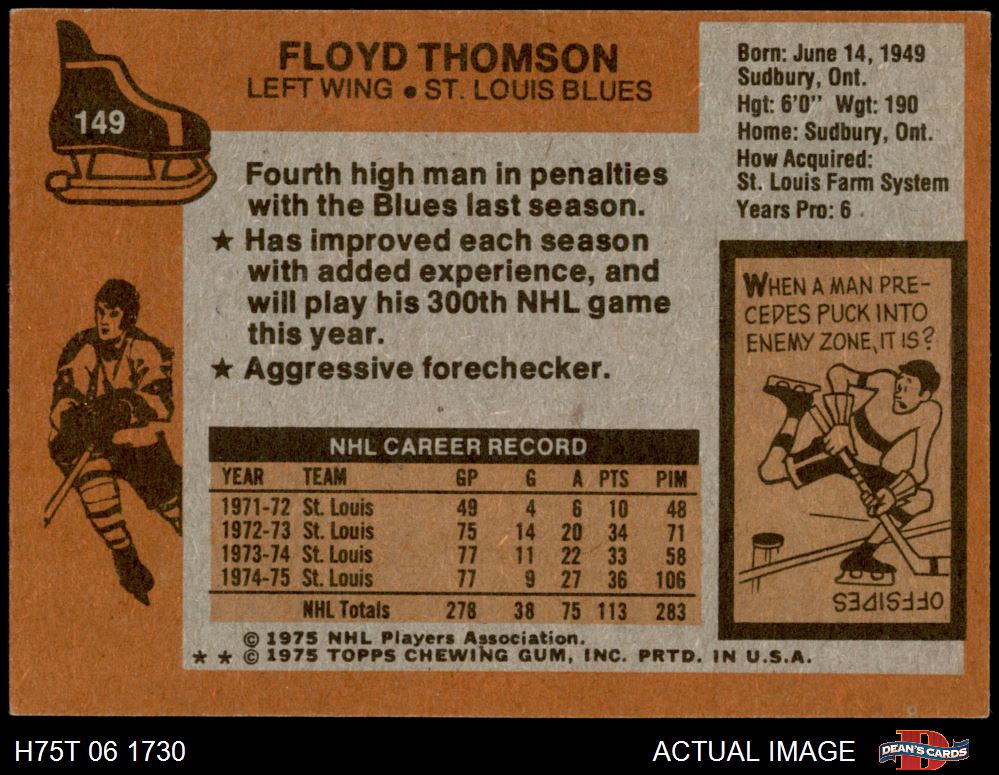 149
FLOYD THOMSON
LEFT WING • ST. LOUIS BLUES
Born: June 14, 1949
Sudbury, Ont.
Hgt: 6'0" Wgt: 190
Home: Sudbury, Ont.
How Acquired:
St. Louis Farm System
Years Pro: 6
Fourth high man in penalties
with the Blues last season.
★ Has improved each season
with added experience, and
will play his 300th NHL game
this year.
★ Aggressive forechecker.
WHEN A MAN PRE-
CEDES PUCK INTO
ENEMY ZONE, IT IS?
OFFSIDES
NHL CAREER RECORD
YEAR TEAM GP G A PTS PIM
1971-72 St. Louis 49 4 6 10 48
1972-73 St. Louis 75 14 20 34 71
1973-74 St. Louis 77 11 22 33 58
1974-75 St. Louis 77 9 27 36 106
NHL Totals 278 38 75 113 283
© 1975 NHL Players Association.
★ ★ © 1975 TOPPS CHEWING GUM, INC. PRTD. IN U.S.A.
H75T 06 1730
ACTUAL IMAGE
DEAN'S CARDS